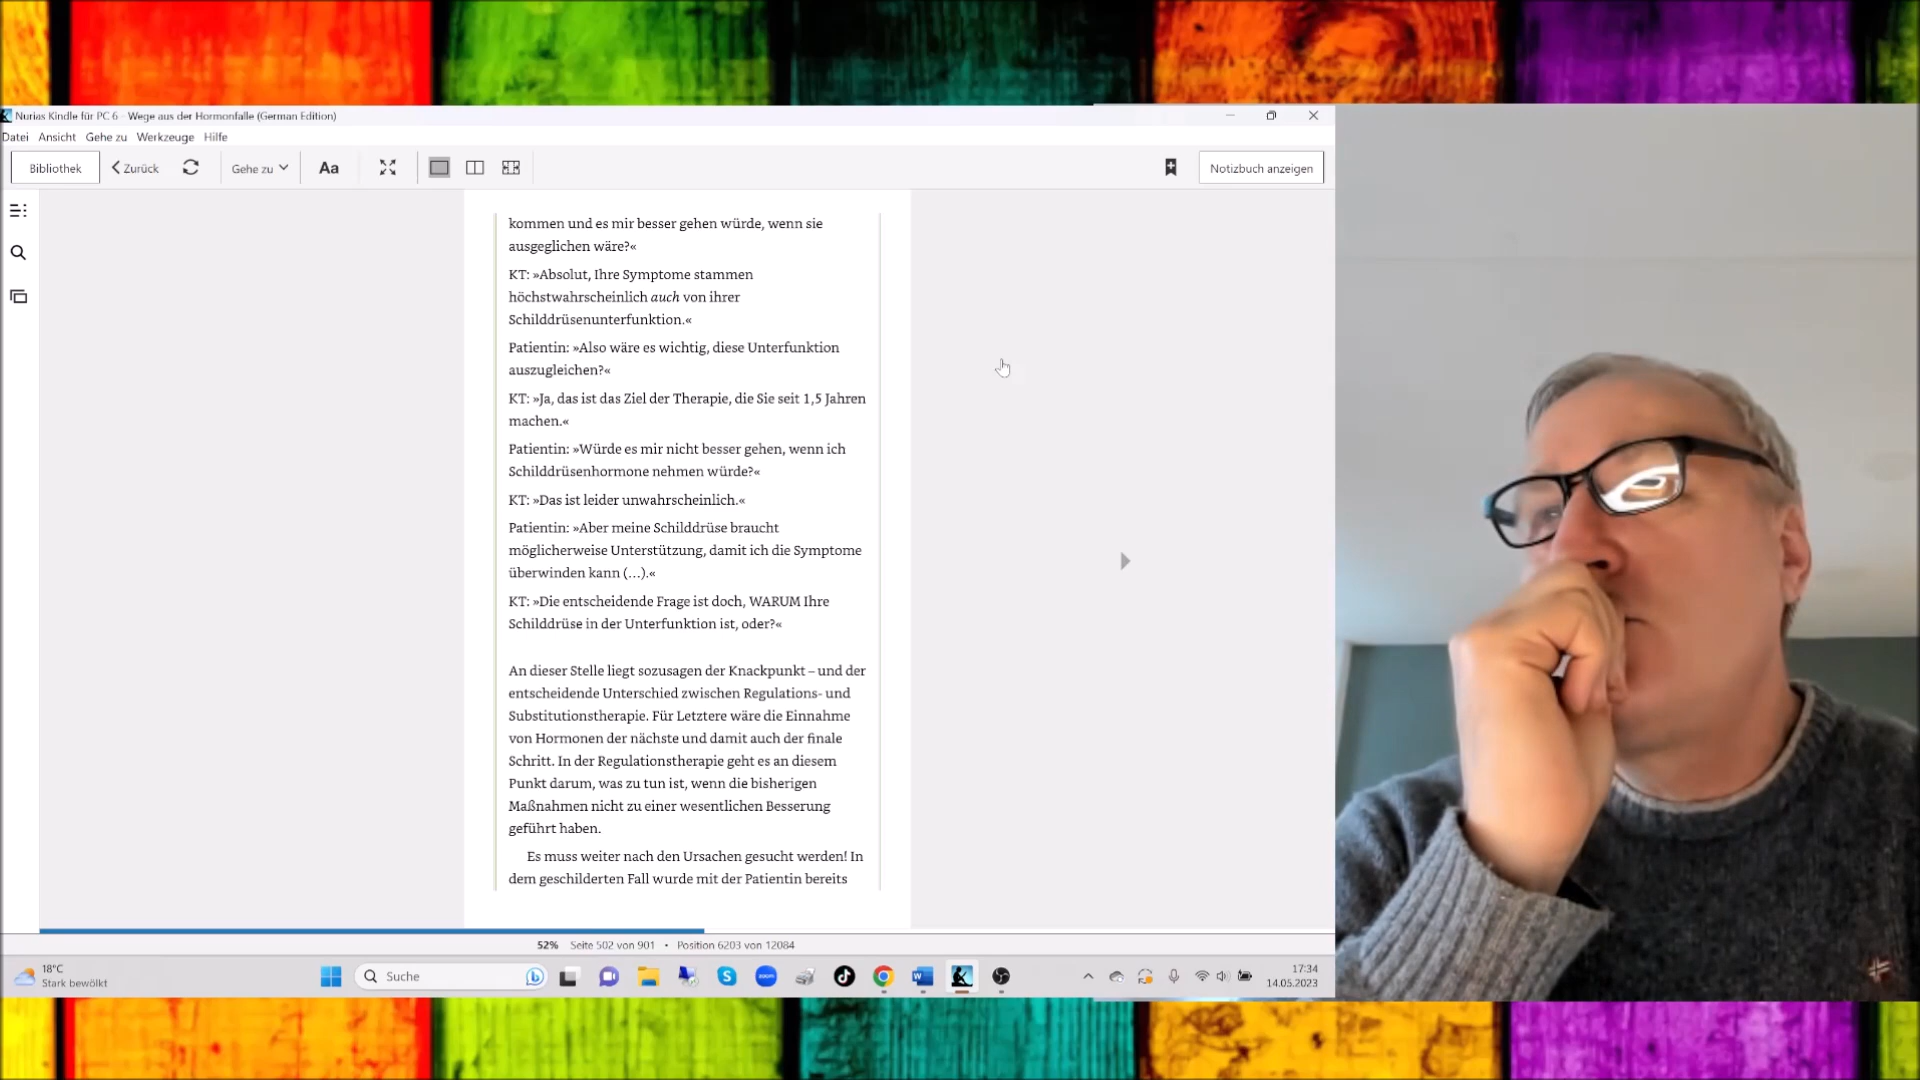 Nurias Kindle für PC 6 - Wege aus der Hormonfalle (German Edition)
Datei Ansicht Gehe zu Werkzeuge Hilfe
Bibliothek
Zurück
Gehe zu
Aa
Notizbuch anzeigen
kommen und es mir besser gehen würde, wenn sie
ausgeglichen wäre?«
KT: »Absolut, Ihre Symptome stammen
höchstwahrscheinlich auch von ihrer
Schilddrüsenunterfunktion.«
Patientin: »Also wäre es wichtig, diese Unterfunktion
auszugleichen?«
KT: »Ja, das ist das Ziel der Therapie, die Sie seit 1,5 Jahren
machen.«
Patientin: »Würde es mir nicht besser gehen, wenn ich
Schilddrüsenhormone nehmen würde?«
KT: »Das ist leider unwahrscheinlich.«
Patientin: »Aber meine Schilddrüse braucht
möglicherweise Unterstützung, damit ich die Symptome
überwinden kann (…).«
KT: »Die entscheidende Frage ist doch, WARUM Ihre
Schilddrüse in der Unterfunktion ist, oder?«
An dieser Stelle liegt sozusagen der Knackpunkt – und der
entscheidende Unterschied zwischen Regulations- und
Substitutionstherapie. Für Letztere wäre die Einnahme
von Hormonen der nächste und damit auch der finale
Schritt. In der Regulationstherapie geht es an diesem
Punkt darum, was zu tun ist, wenn die bisherigen
Maßnahmen nicht zu einer wesentlichen Besserung
geführt haben.
Es muss weiter nach den Ursachen gesucht werden! In
dem geschilderten Fall wurde mit der Patientin bereits
52% Seite 502 von 901 • Position 6203 von 12084
18°C
Stark bewölkt
Suche
zoom
17:34
14.05.2023